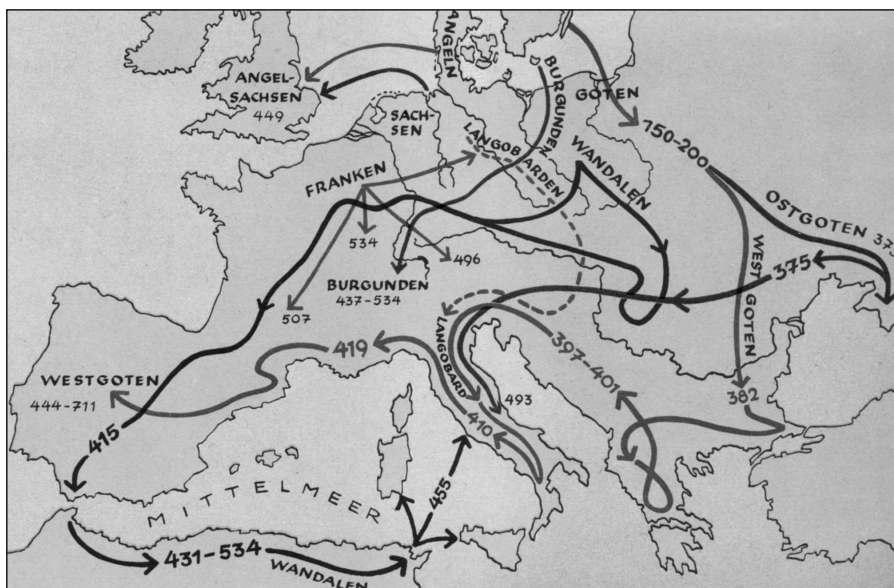 ANGELN
ANGEL-
SACHSEN
449
SACH-
SEN
BURGUNDEN
GOTEN
150-200
LANGOBARDEN
WANDALEN
FRANKEN
534
496
507
BURGUNDEN
437-534
OSTGOTEN 375
375
WEST
GOTEN
382
397-401
LANGOBARD
493
410
419
WESTGOTEN
444-711
415
455
MITTELMEER
431-534
WANDALEN